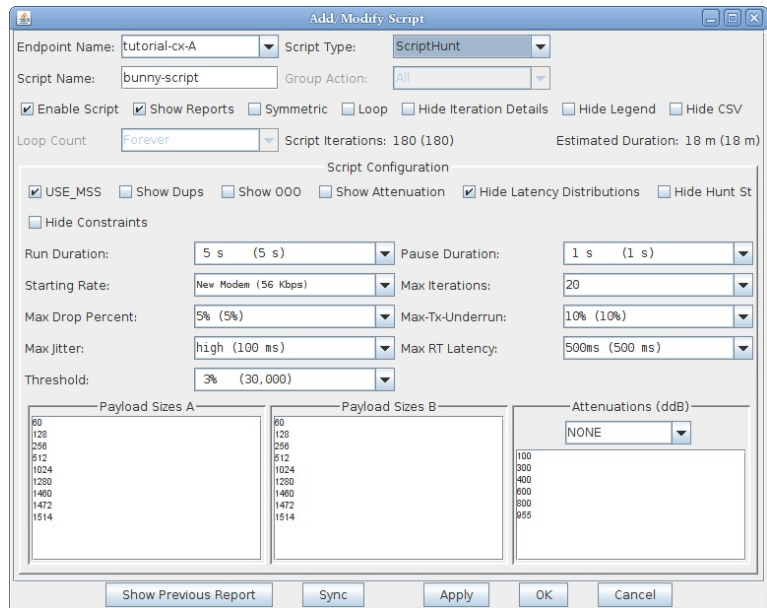 Add/Modify Script
Endpoint Name: tutorial-cx-A Script Type: ScriptHunt
Script Name: bunny-script Group Action: All
Enable Script Show Reports Symmetric Loop Hide Iteration Details Hide Legend Hide CSV
Loop Count Forever Script Iterations: 180 (180) Estimated Duration: 18 m (18 m)
Script Configuration
USE_MSS Show Dups Show OOO Show Attenuation Hide Latency Distributions Hide Hunt St
Hide Constraints
Run Duration: 5 s (5 s) Pause Duration: 1 s (1 s)
Starting Rate: New Modem (56 Kbps) Max Iterations: 20
Max Drop Percent: 5% (5%) Max-Tx-Underrun: 10% (10%)
Max Jitter: high (100 ms) Max RT Latency: 500ms (500 ms)
Threshold: 3% (30,000)
Payload Sizes A
60
128
256
512
1024
1280
1460
1472
1514
Payload Sizes B
60
128
256
512
1024
1280
1460
1472
1514
Attenuations (ddB)
NONE
100
300
400
600
800
955
Show Previous Report Sync Apply OK Cancel